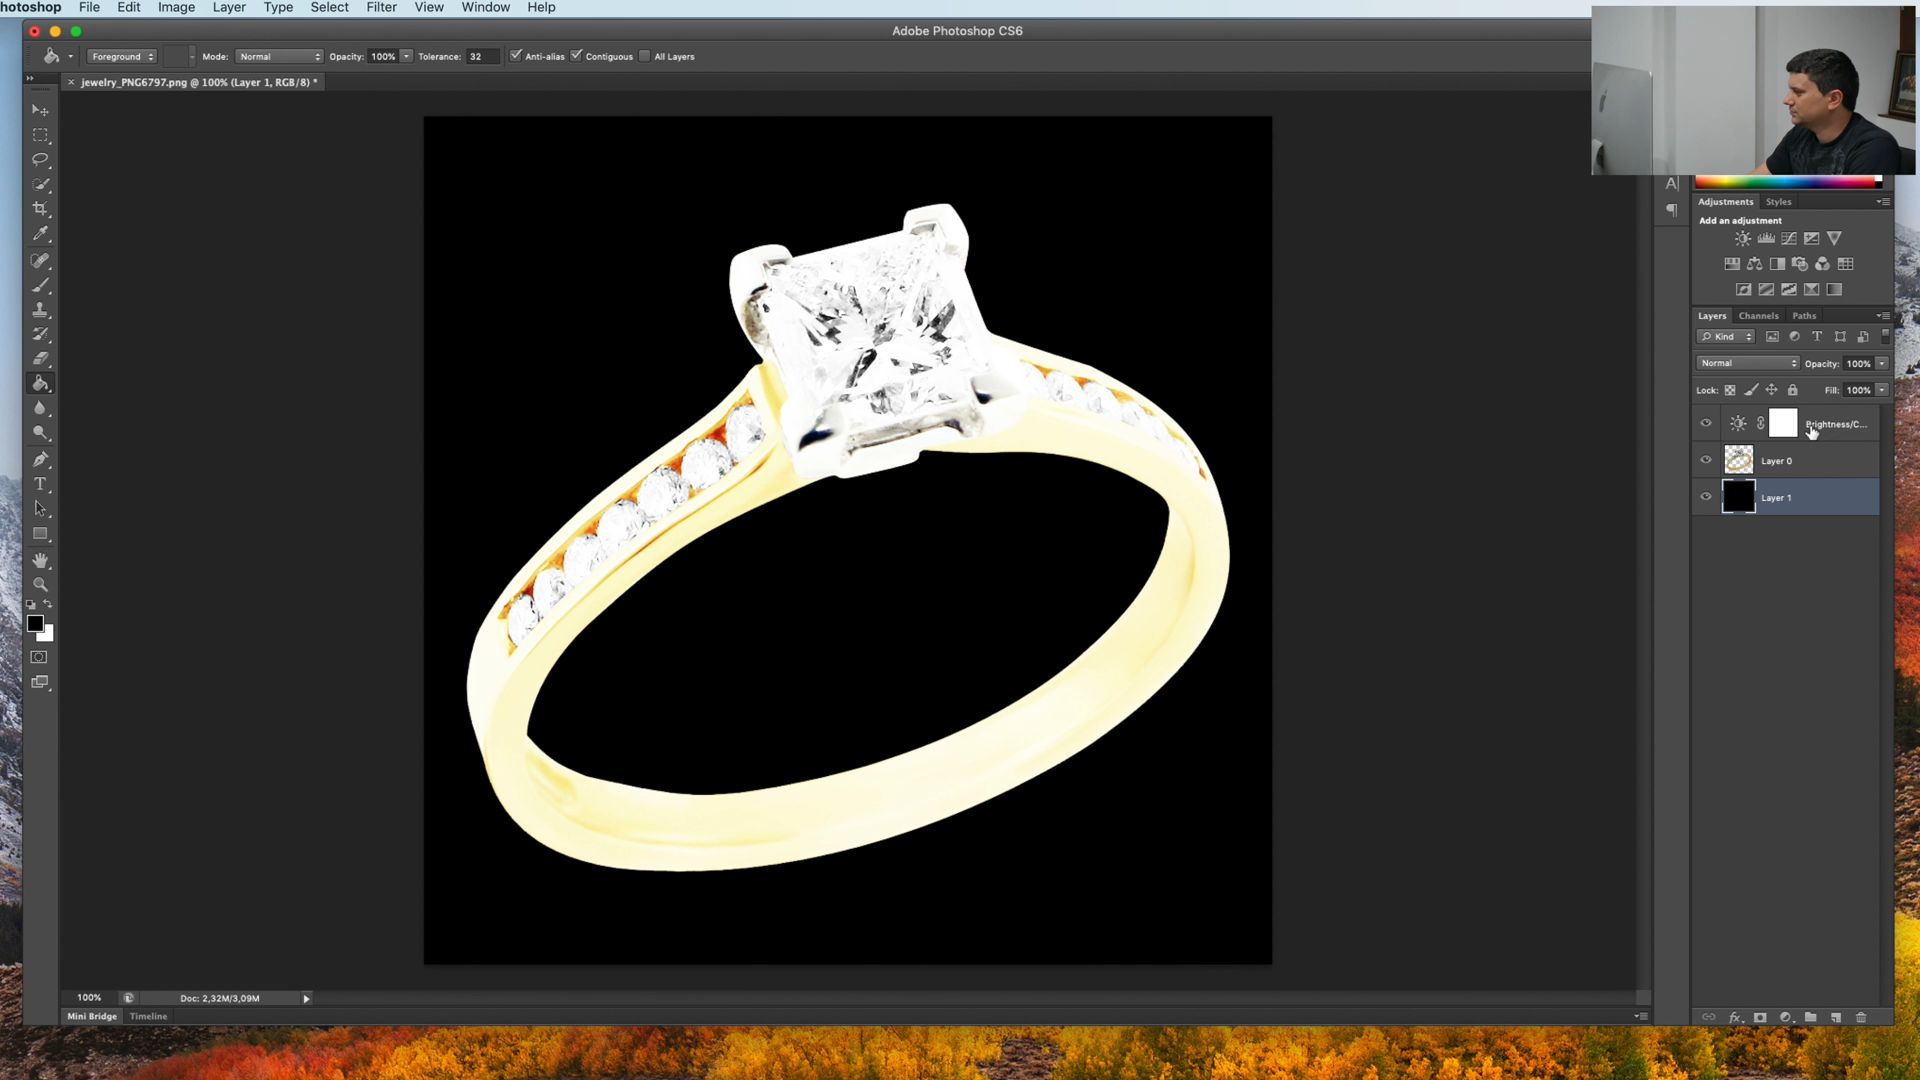 hotoshop File Edit Image Layer Type Select Filter View Window Help
Adobe Photoshop CS6
Foreground Mode: Normal Opacity: 100% Tolerance: 32 Anti-alias Contiguous All Layers
jewelry_PNG6797.png @ 100% (Layer 1, RGB/8) *
A
Adjustments Styles
Add an adjustment
Layers Channels Paths
Kind T
Normal Opacity: 100%
Lock: Fill: 100%
Brightness/C...
Layer 0
Layer 1
T
100% Doc: 2,32M/3,09M
fx
Mini Bridge Timeline